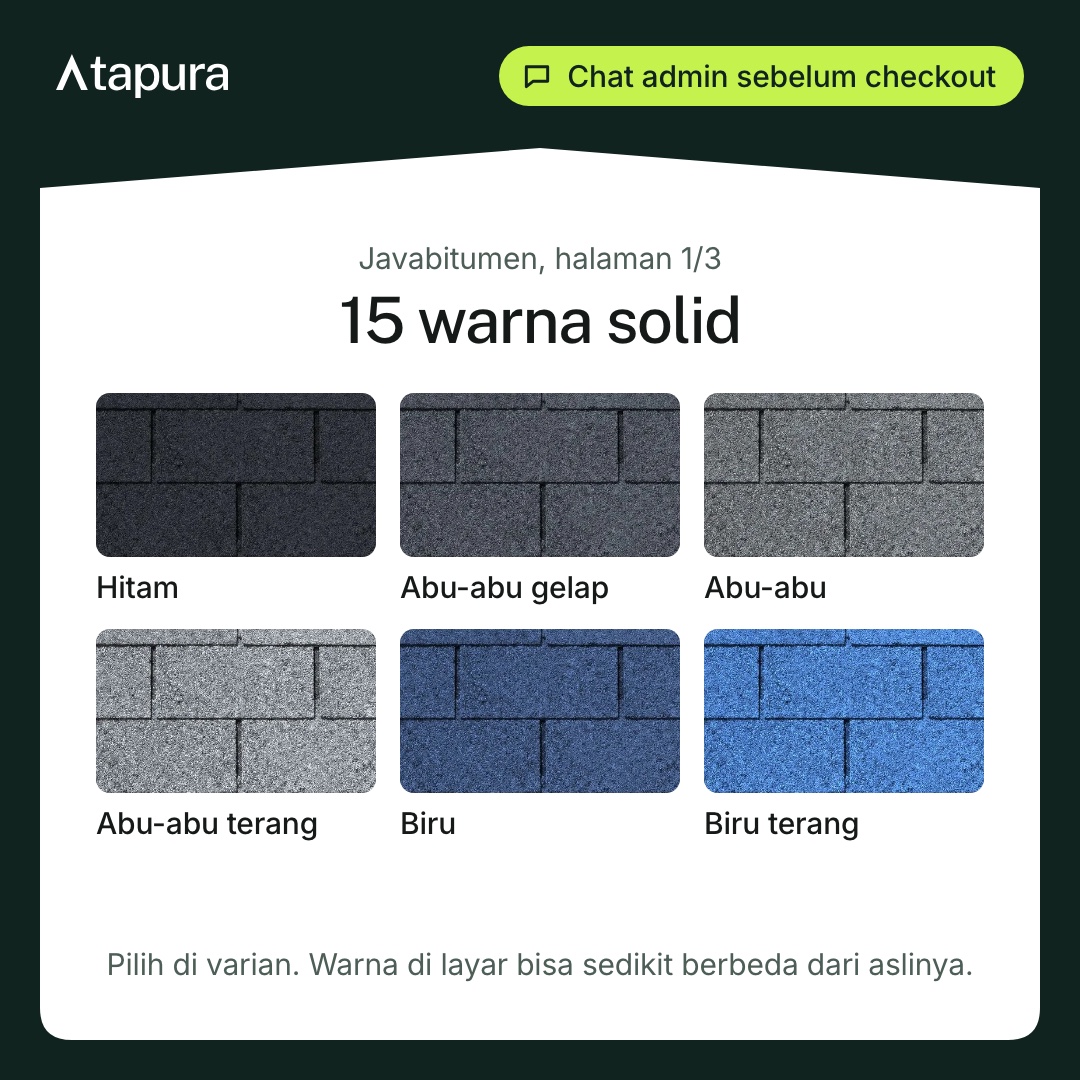 Atapura
Chat admin sebelum checkout
Javabitumen, halaman 1/3
15 warna solid
Hitam
Abu-abu gelap
Abu-abu
Abu-abu terang
Biru
Biru terang
Pilih di varian. Warna di layar bisa sedikit berbeda dari aslinya.